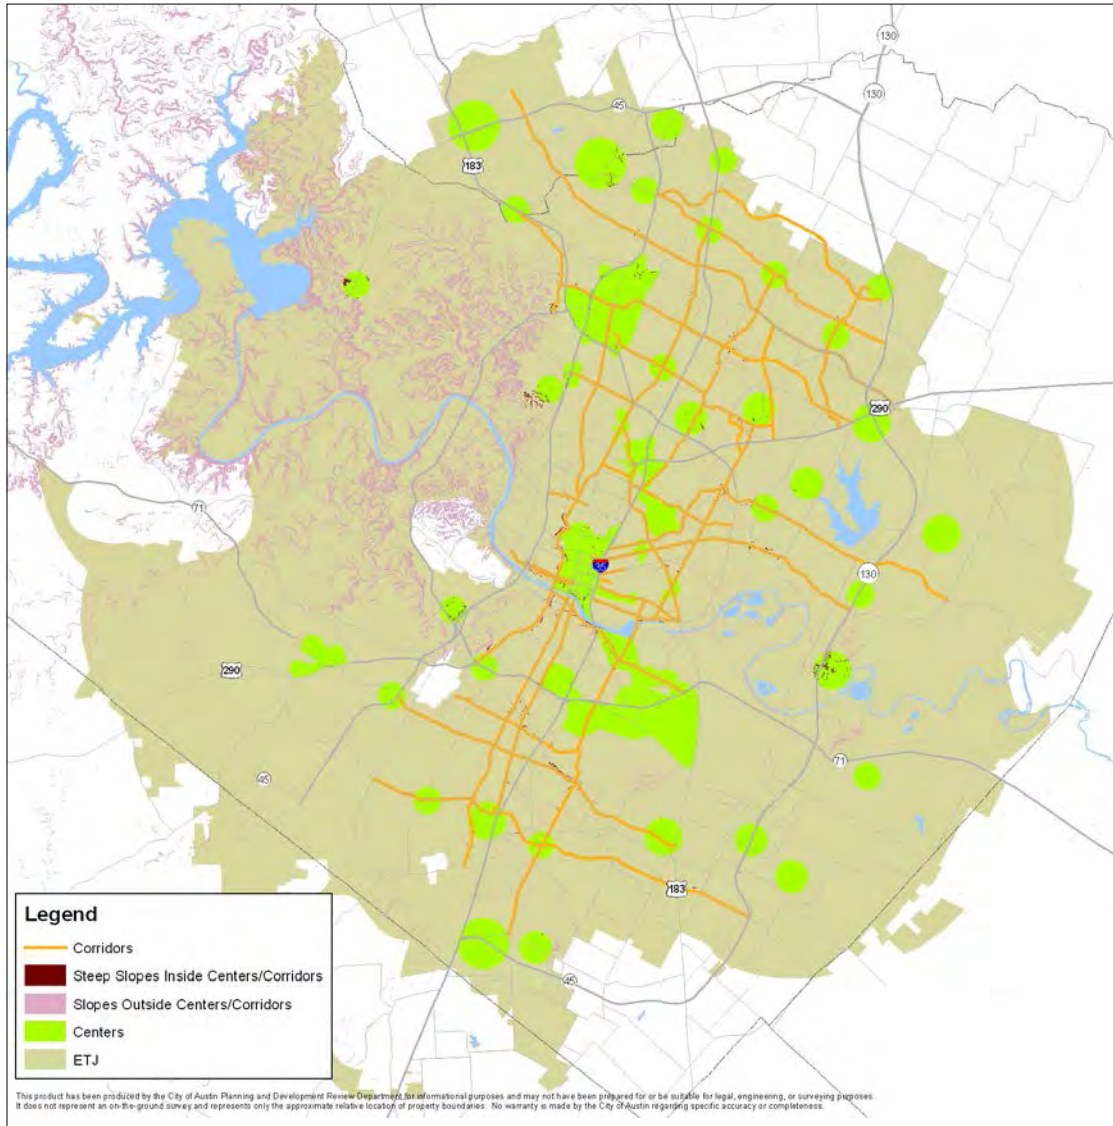 130
130
45
183
290
71
35
130
290
71
45
183
45
Legend
Corridors
Steep Slopes Inside Centers/Corridors
Slopes Outside Centers/Corridors
Centers
ETJ
This product has been produced by the City of Austin Planning and Development Review Department for informational purposes and may not have been prepared for or be suitable for legal, engineering, or surveying purposes.
It does not represent an on-the-ground survey and represents only the approximate relative location of property boundaries. No warranty is made by the City of Austin regarding specific accuracy or completeness.